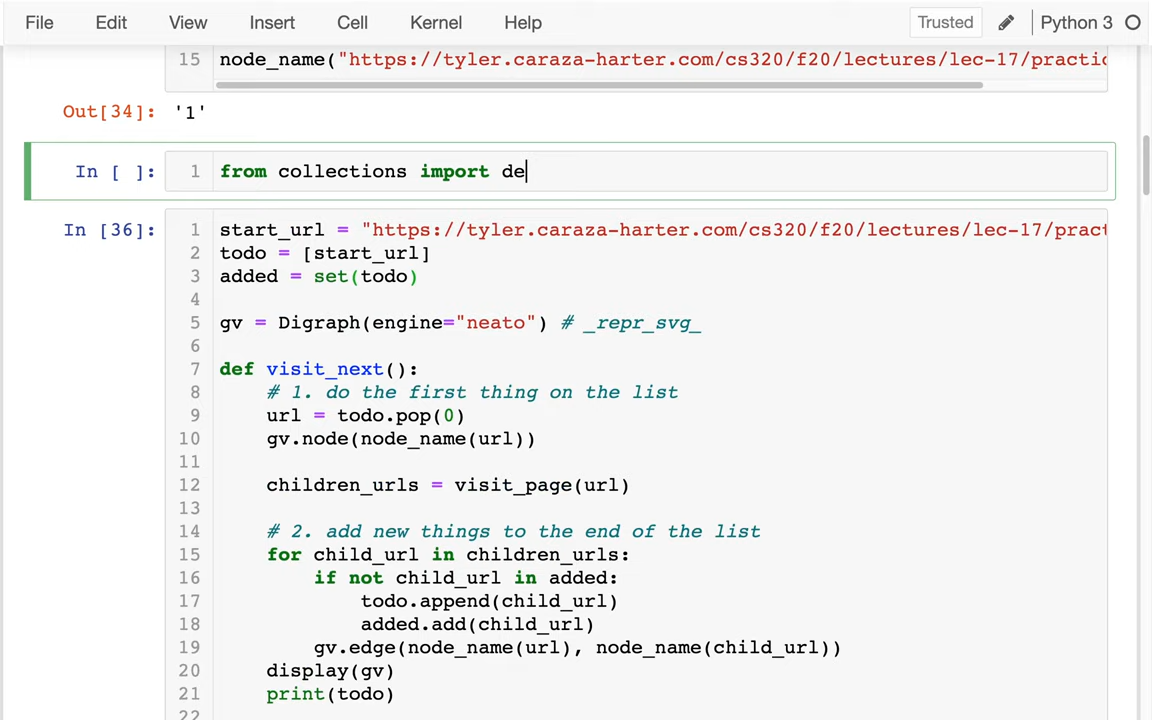 File Edit View Insert Cell Kernel Help Trusted Python 3
15 node_name("https://tyler.caraza-harter.com/cs320/f20/lectures/lec-17/practic
Out[34]: '1'
In [ ]: 1 from collections import de
In [36]: 1 start_url = "https://tyler.caraza-harter.com/cs320/f20/lectures/lec-17/pract
2 todo = [start_url]
3 added = set(todo)
4
5 gv = Digraph(engine="neato") # _repr_svg_
6
7 def visit_next():
8 # 1. do the first thing on the list
9 url = todo.pop(0)
10 gv.node(node_name(url))
11
12 children_urls = visit_page(url)
13
14 # 2. add new things to the end of the list
15 for child_url in children_urls:
16 if not child_url in added:
17 todo.append(child_url)
18 added.add(child_url)
19 gv.edge(node_name(url), node_name(child_url))
20 display(gv)
21 print(todo)
22